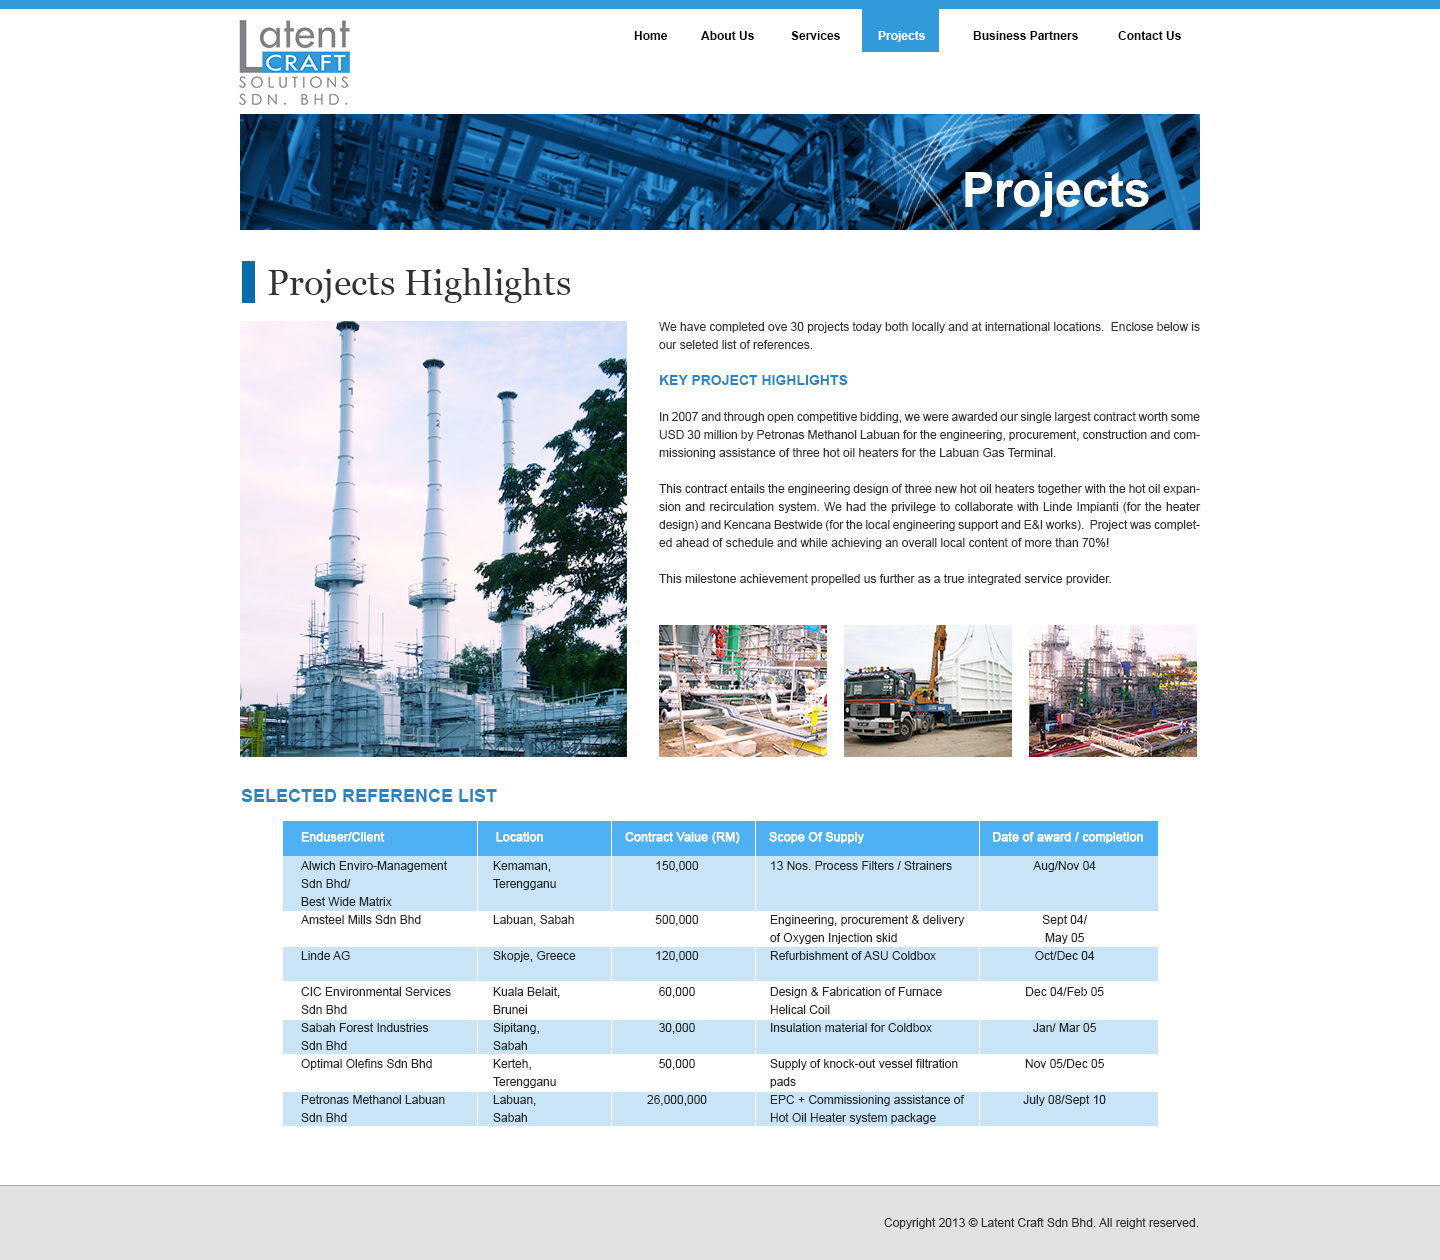 Latent
CRAFT
SOLUTIONS
SDN. BHD.
Home About Us Services Projects Business Partners Contact Us
Projects
Projects Highlights
We have completed ove 30 projects today both locally and at international locations.  Enclose below is
our seleted list of references.
KEY PROJECT HIGHLIGHTS
In 2007 and through open competitive bidding, we were awarded our single largest contract worth some
USD 30 million by Petronas Methanol Labuan for the engineering, procurement, construction and com-
missioning assistance of three hot oil heaters for the Labuan Gas Terminal.
This contract entails the engineering design of three new hot oil heaters together with the hot oil expan-
sion and recirculation system. We had the privilege to collaborate with Linde Impianti (for the heater
design) and Kencana Bestwide (for the local engineering support and E&I works).  Project was complet-
ed ahead of schedule and while achieving an overall local content of more than 70%!
This milestone achievement propelled us further as a true integrated service provider.
SELECTED REFERENCE LIST
Enduser/Client Location Contract Value (RM) Scope Of Supply Date of award / completion
Alwich Enviro-Management Kemaman, 150,000 13 Nos. Process Filters / Strainers Aug/Nov 04
Sdn Bhd/ Terengganu
Best Wide Matrix
Amsteel Mills Sdn Bhd Labuan, Sabah 500,000 Engineering, procurement & delivery Sept 04/
of Oxygen Injection skid May 05
Linde AG Skopje, Greece 120,000 Refurbishment of ASU Coldbox Oct/Dec 04
CIC Environmental Services Kuala Belait, 60,000 Design & Fabrication of Furnace Dec 04/Feb 05
Sdn Bhd Brunei Helical Coil
Sabah Forest Industries Sipitang, 30,000 Insulation material for Coldbox Jan/ Mar 05
Sdn Bhd Sabah
Optimal Olefins Sdn Bhd Kerteh, 50,000 Supply of knock-out vessel filtration Nov 05/Dec 05
Terengganu pads
Petronas Methanol Labuan Labuan, 26,000,000 EPC + Commissioning assistance of July 08/Sept 10
Sdn Bhd Sabah Hot Oil Heater system package
Copyright 2013 © Latent Craft Sdn Bhd. All reight reserved.